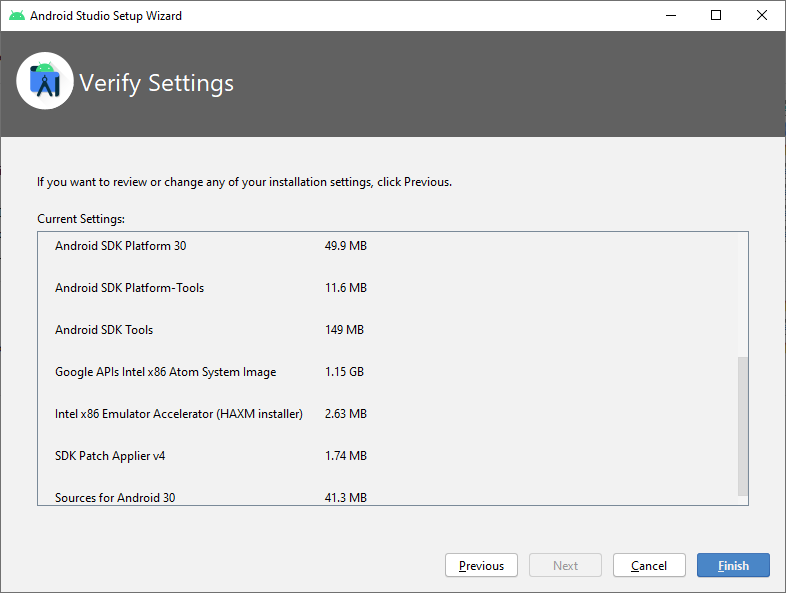 Android Studio Setup Wizard
Verify Settings
If you want to review or change any of your installation settings, click Previous.
Current Settings:
Android SDK Platform 30 49.9 MB
Android SDK Platform-Tools 11.6 MB
Android SDK Tools 149 MB
Google APIs Intel x86 Atom System Image 1.15 GB
Intel x86 Emulator Accelerator (HAXM installer) 2.63 MB
SDK Patch Applier v4 1.74 MB
Sources for Android 30 41.3 MB
Previous Next Cancel Finish